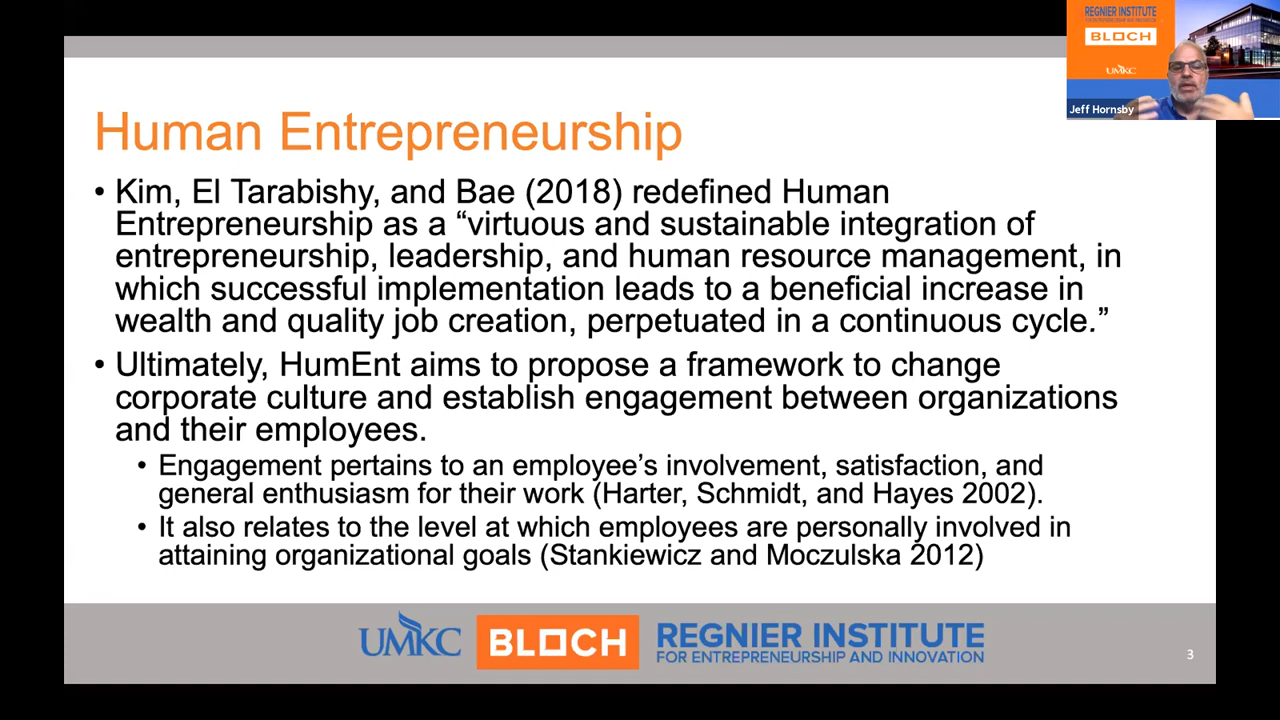 REGNIER INSTITUTE
BLOCH
UMKC
Jeff Hornsby
Human Entrepreneurship
• Kim, El Tarabishy, and Bae (2018) redefined Human
Entrepreneurship as a “virtuous and sustainable integration of
entrepreneurship, leadership, and human resource management, in
which successful implementation leads to a beneficial increase in
wealth and quality job creation, perpetuated in a continuous cycle.”
• Ultimately, HumEnt aims to propose a framework to change
corporate culture and establish engagement between organizations
and their employees.
• Engagement pertains to an employee’s involvement, satisfaction, and
general enthusiasm for their work (Harter, Schmidt, and Hayes 2002).
• It also relates to the level at which employees are personally involved in
attaining organizational goals (Stankiewicz and Moczulska 2012)
UMKC
BLOCH
REGNIER INSTITUTE
FOR ENTREPRENEURSHIP AND INNOVATION
3